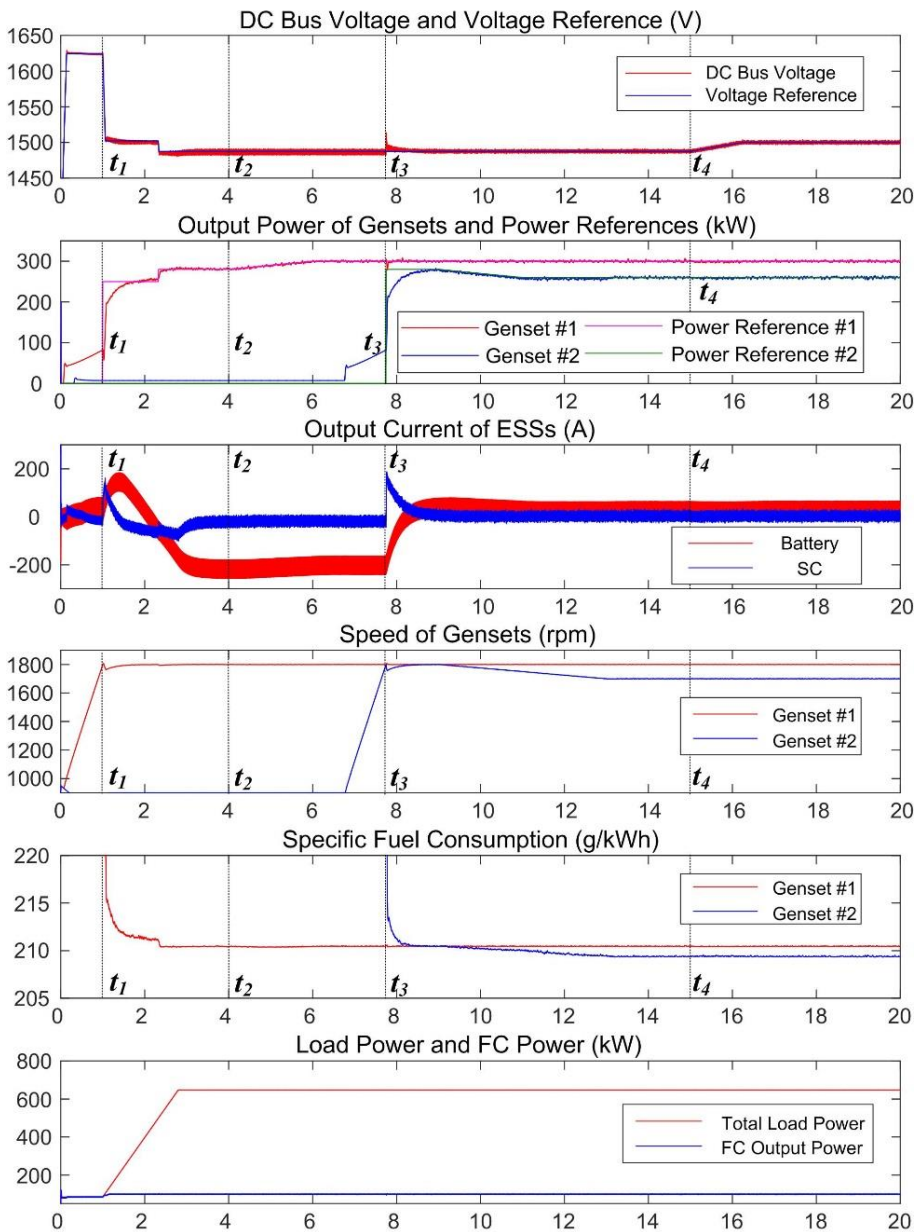 DC Bus Voltage and Voltage Reference (V)
1650
1600
1550
1500
1450
DC Bus Voltage
Voltage Reference
t1 t2 t3 t4
0 2 4 6 8 10 12 14 16 18 20
Output Power of Gensets and Power References (kW)
300
200
100
0
t4
t1 t2 t3
Genset #1 Power Reference #1
Genset #2 Power Reference #2
0 2 4 6 8 10 12 14 16 18 20
Output Current of ESSs (A)
200
0
-200
t1 t2 t3 t4
Battery
SC
0 2 4 6 8 10 12 14 16 18 20
Speed of Gensets (rpm)
1800
1600
1400
1200
1000
Genset #1
Genset #2
t1 t2 t3 t4
0 2 4 6 8 10 12 14 16 18 20
Specific Fuel Consumption (g/kWh)
220
215
210
205
Genset #1
Genset #2
t1 t2 t3 t4
0 2 4 6 8 10 12 14 16 18 20
Load Power and FC Power (kW)
800
600
400
200
Total Load Power
FC Output Power
0 2 4 6 8 10 12 14 16 18 20